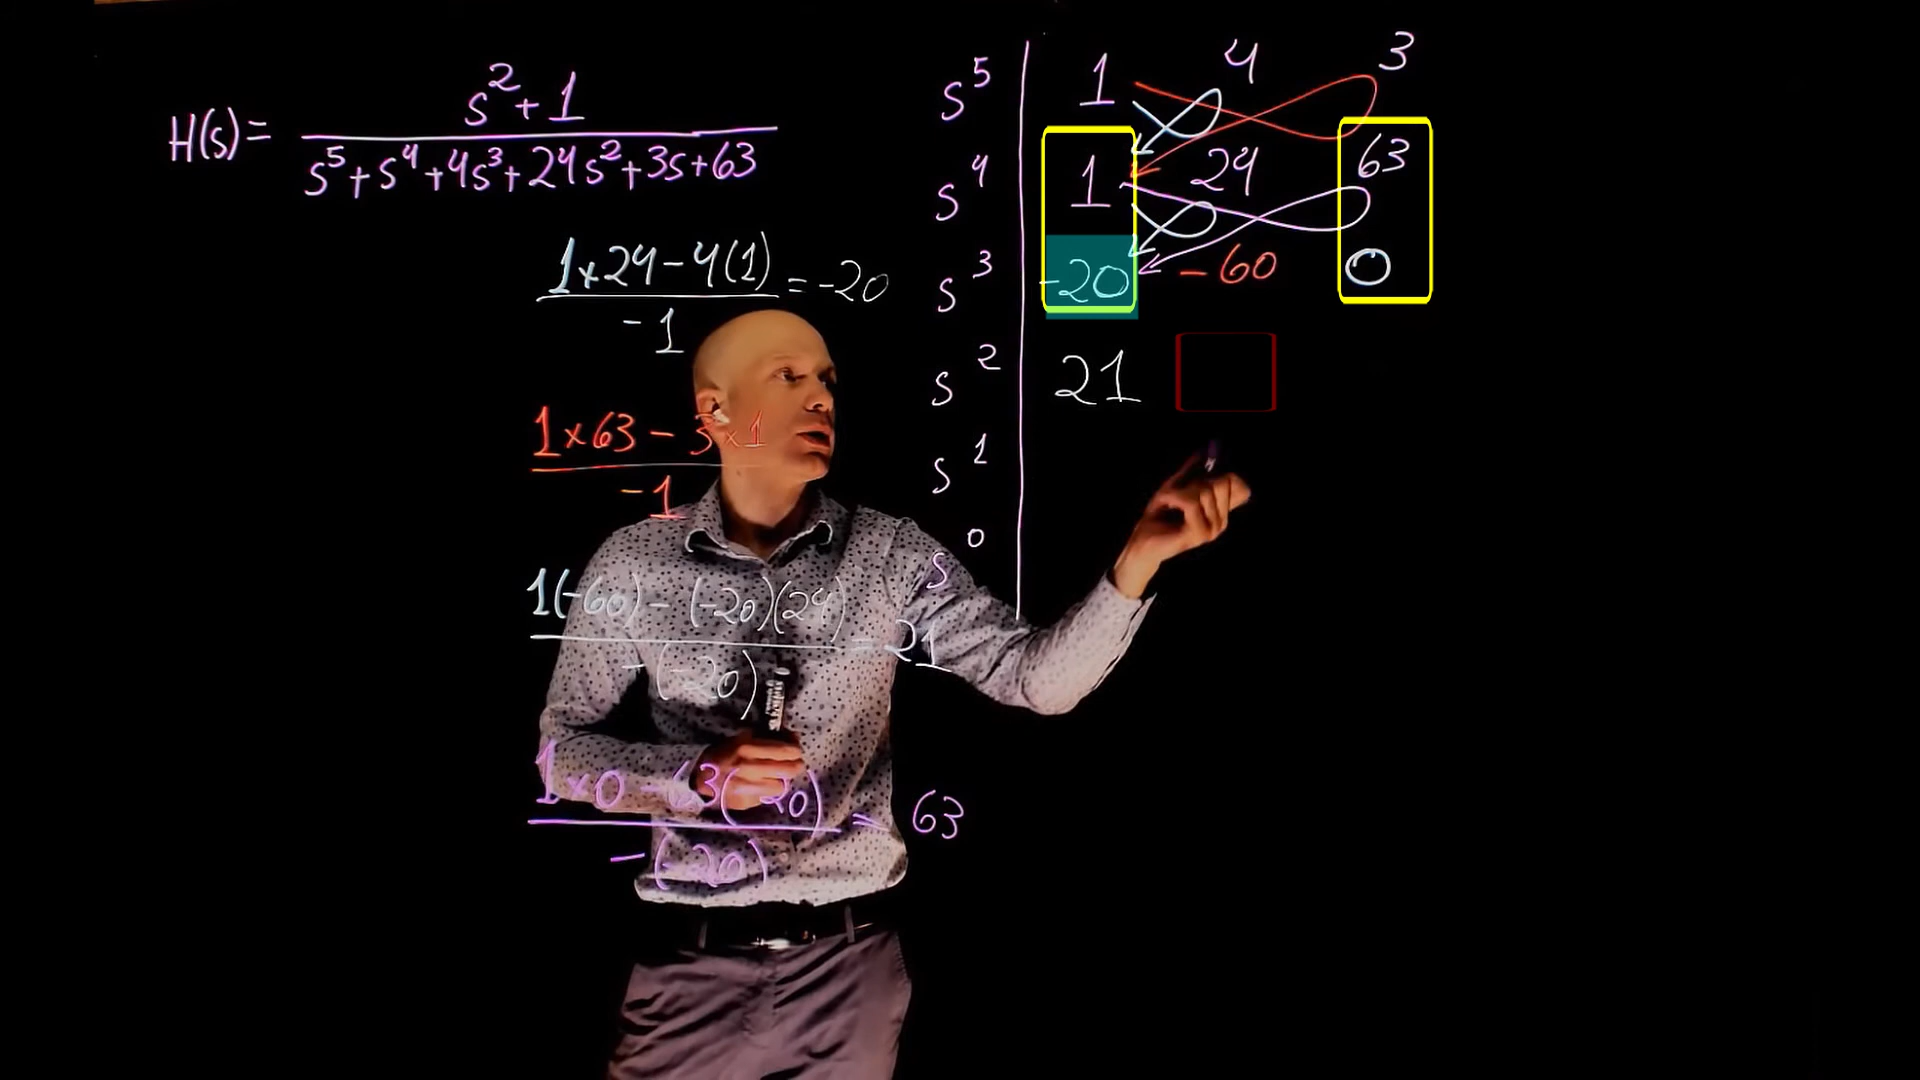 H(s) = s² + 1
s⁵ + s⁴ + 4s³ + 24s² + 3s + 63
1 × 24 - 4(1) = -20
-1
1 × 63 - 3 × 1
-1
1(-60) - (-20)(24) = 21
-(-20)
1 × 0 - 63(-20) = 63
-(-20)
s⁵ 1 4 3
s⁴ 1 24 63
s³ -20 -60 0
s² 21
s¹
s⁰